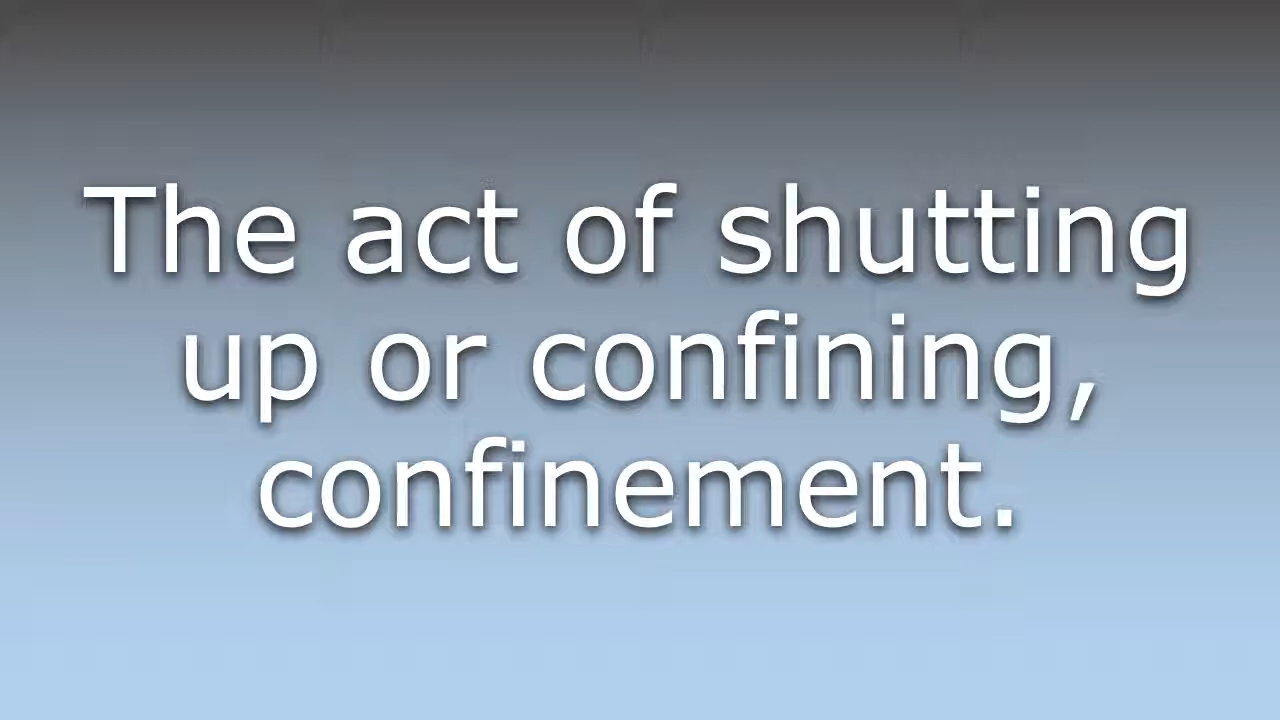 The act of shutting
up or confining,
confinement.